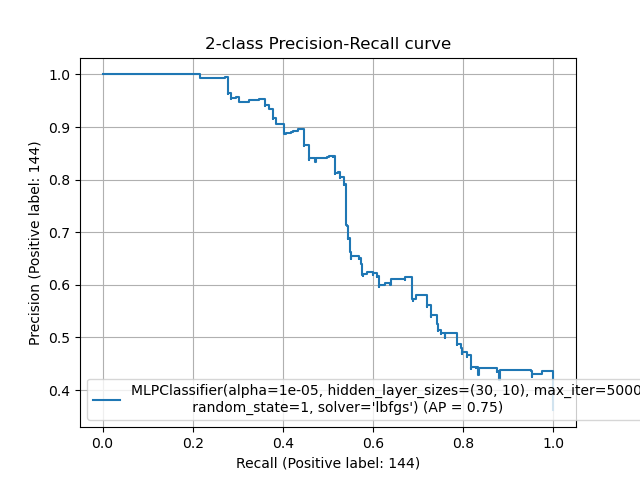 2-class Precision-Recall curve
1.0
0.9
0.8
0.7
0.6
0.5
0.4
Precision (Positive label: 144)
MLPClassifier(alpha=1e-05, hidden_layer_sizes=(30, 10), max_iter=5000
random_state=1, solver='lbfgs') (AP = 0.75)
0.0 0.2 0.4 0.6 0.8 1.0
Recall (Positive label: 144)